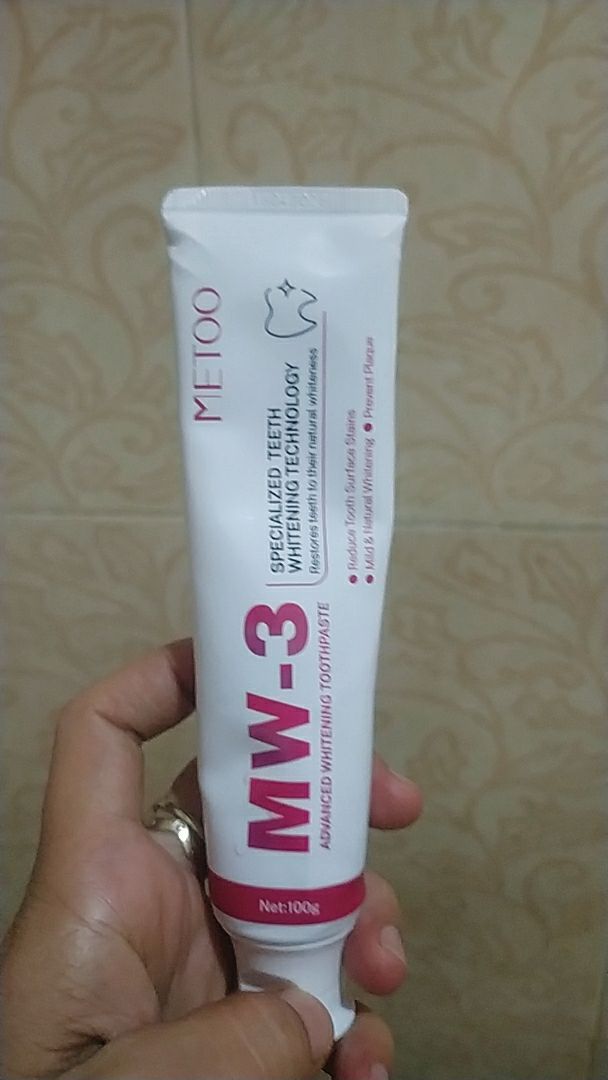 METOO
SPECIALIZED TEETH
WHITENING TECHNOLOGY
Restores teeth to their natural whiteness
MW-3
ADVANCED WHITENING TOOTHPASTE
● Reduce Tooth Surface Stains
● Mild & Natural Whitening ● Prevent Plaque
Net:100g